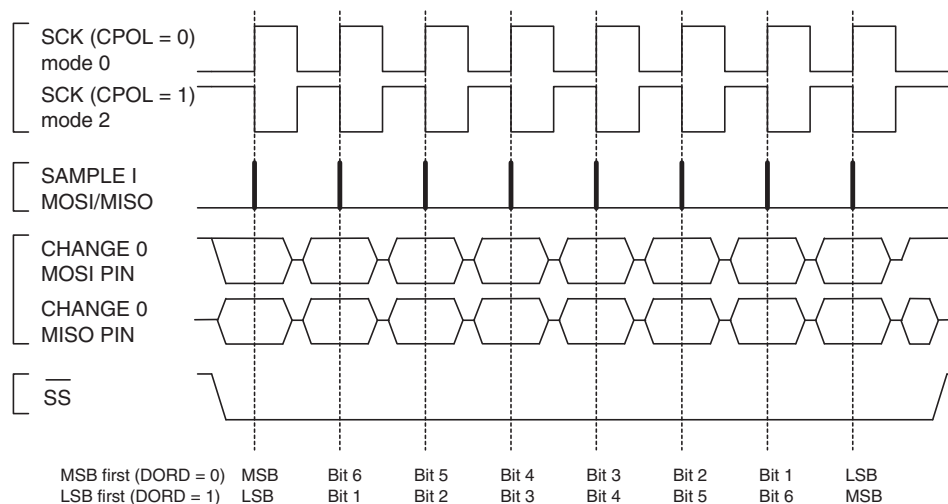 SCK (CPOL = 0)
mode 0
SCK (CPOL = 1)
mode 2
SAMPLE I
MOSI/MISO
CHANGE 0
MOSI PIN
CHANGE 0
MISO PIN
SS
MSB first (DORD = 0) MSB Bit 6 Bit 5 Bit 4 Bit 3 Bit 2 Bit 1 LSB
LSB first (DORD = 1) LSB Bit 1 Bit 2 Bit 3 Bit 4 Bit 5 Bit 6 MSB